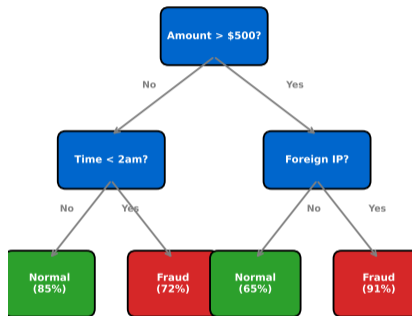 Amount > $500?
No
Yes
Time < 2am?
Foreign IP?
No
Yes
No
Yes
Normal
(85%)
Fraud
(72%)
Normal
(65%)
Fraud
(91%)